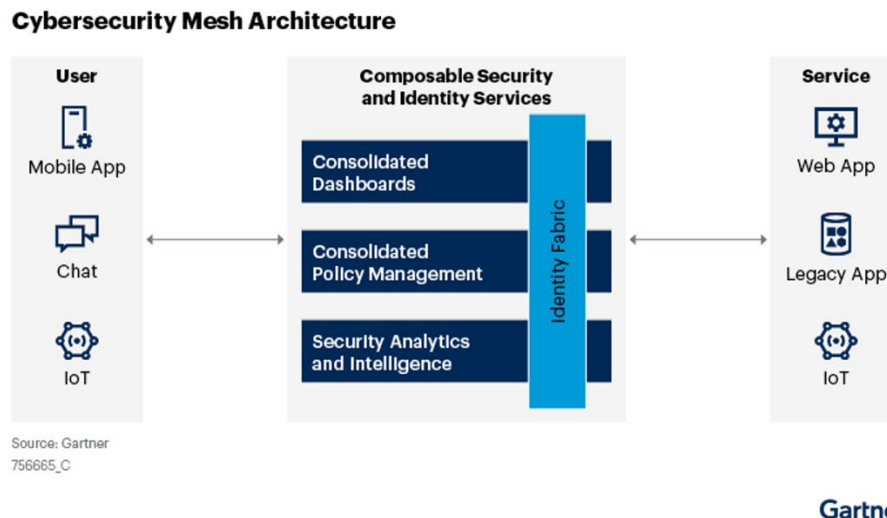 Cybersecurity Mesh Architecture
User
Mobile App
Chat
IoT
Composable Security
and Identity Services
Consolidated
Dashboards
Consolidated
Policy Management
Security Analytics
and Intelligence
Identity Fabric
Service
Web App
Legacy App
IoT
Source: Gartner
756665_C